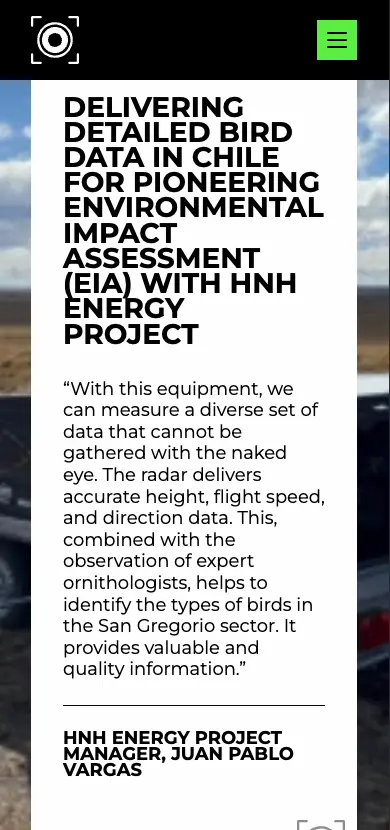 DELIVERING
DETAILED BIRD
DATA IN CHILE
FOR PIONEERING
ENVIRONMENTAL
IMPACT
ASSESSMENT
(EIA) WITH HNH
ENERGY
PROJECT
“With this equipment, we
can measure a diverse set of
data that cannot be
gathered with the naked
eye. The radar delivers
accurate height, flight speed,
and direction data. This,
combined with the
observation of expert
ornithologists, helps to
identify the types of birds in
the San Gregorio sector. It
provides valuable and
quality information.”
HNH ENERGY PROJECT
MANAGER, JUAN PABLO
VARGAS